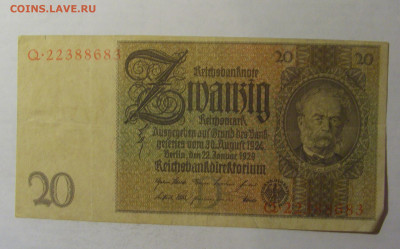 COINS.LAVE.RU
Q·22388683
Reichsbanknote
20
20
Zwanzig
Reichsmark
Ausgegeben auf Grund des Bank-
gesetzes vom 30. August 1924
Berlin, den 22. Januar 1929
Reichsbankdirektorium
20